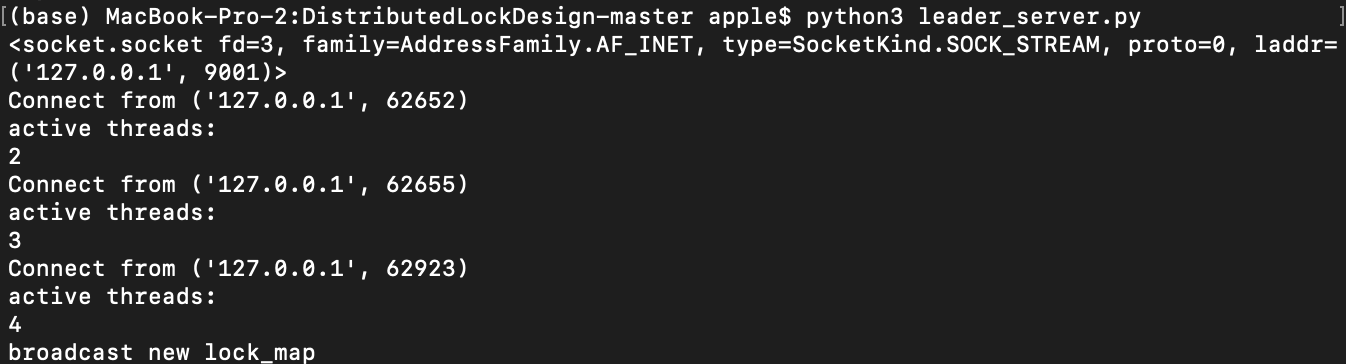 [(base) MacBook-Pro-2:DistributedLockDesign-master apple$ python3 leader_server.py ]
<socket.socket fd=3, family=AddressFamily.AF_INET, type=SocketKind.SOCK_STREAM, proto=0, laddr=
('127.0.0.1', 9001)>
Connect from ('127.0.0.1', 62652)
active threads:
2
Connect from ('127.0.0.1', 62655)
active threads:
3
Connect from ('127.0.0.1', 62923)
active threads:
4
broadcast new lock_map